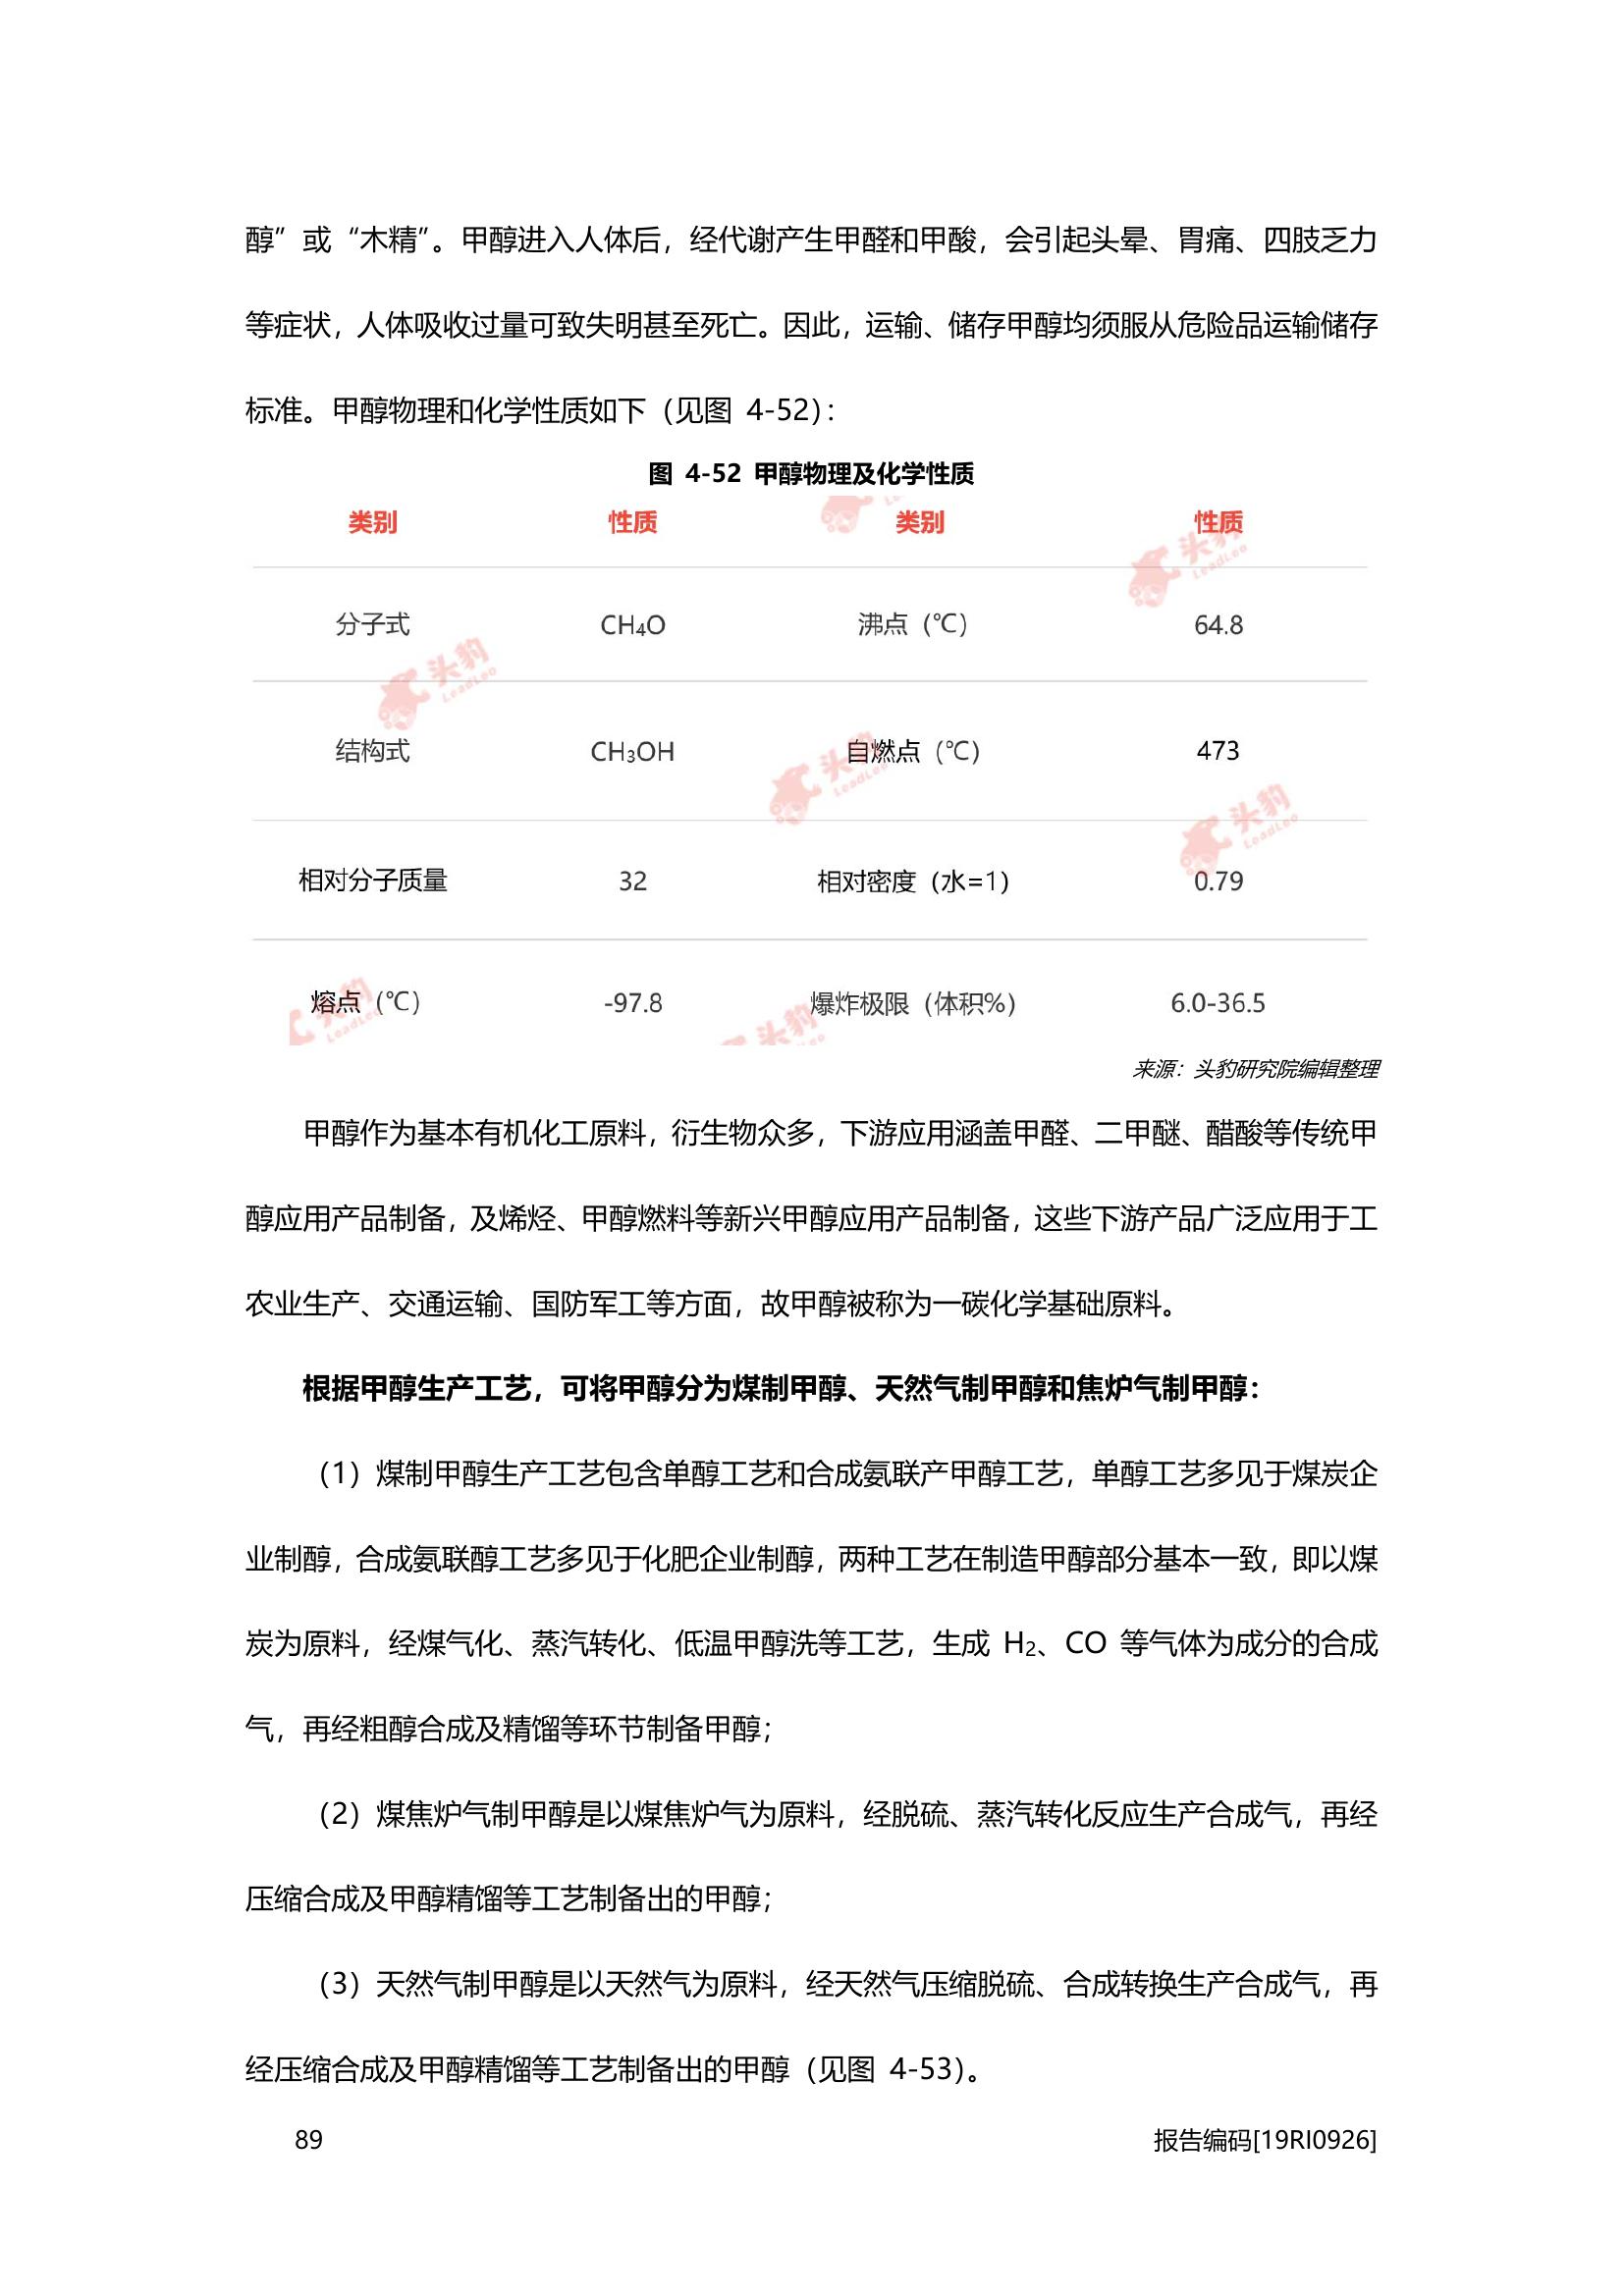 醇”或“木精”。甲醇进入人体后，经代谢产生甲醛和甲酸，会引起头晕、胃痛、四肢乏力
等症状，人体吸收过量可致失明甚至死亡。因此，运输、储存甲醇均须服从危险品运输储存
标准。甲醇物理和化学性质如下（见图 4-52）：
图 4-52 甲醇物理及化学性质
类别 性质 类别 性质
分子式 CH₄O 沸点（℃） 64.8
结构式 CH₃OH 自燃点（℃） 473
相对分子质量 32 相对密度（水=1） 0.79
熔点（℃） -97.8 爆炸极限（体积%） 6.0-36.5
来源：头豹研究院编辑整理
甲醇作为基本有机化工原料，衍生物众多，下游应用涵盖甲醛、二甲醚、醋酸等传统甲
醇应用产品制备，及烯烃、甲醇燃料等新兴甲醇应用产品制备，这些下游产品广泛应用于工
农业生产、交通运输、国防军工等方面，故甲醇被称为一碳化学基础原料。
根据甲醇生产工艺，可将甲醇分为煤制甲醇、天然气制甲醇和焦炉气制甲醇：
（1）煤制甲醇生产工艺包含单醇工艺和合成氨联产甲醇工艺，单醇工艺多见于煤炭企
业制醇，合成氨联醇工艺多见于化肥企业制醇，两种工艺在制造甲醇部分基本一致，即以煤
炭为原料，经煤气化、蒸汽转化、低温甲醇洗等工艺，生成 H₂、CO 等气体为成分的合成
气，再经粗醇合成及精馏等环节制备甲醇；
（2）煤焦炉气制甲醇是以煤焦炉气为原料，经脱硫、蒸汽转化反应生产合成气，再经
压缩合成及甲醇精馏等工艺制备出的甲醇；
（3）天然气制甲醇是以天然气为原料，经天然气压缩脱硫、合成转换生产合成气，再
经压缩合成及甲醇精馏等工艺制备出的甲醇（见图 4-53）。
89 报告编码[19RI0926]
头豹
LeadLeo
头豹
LeadLeo
头豹
LeadLeo
头豹
LeadLeo
头豹
头豹